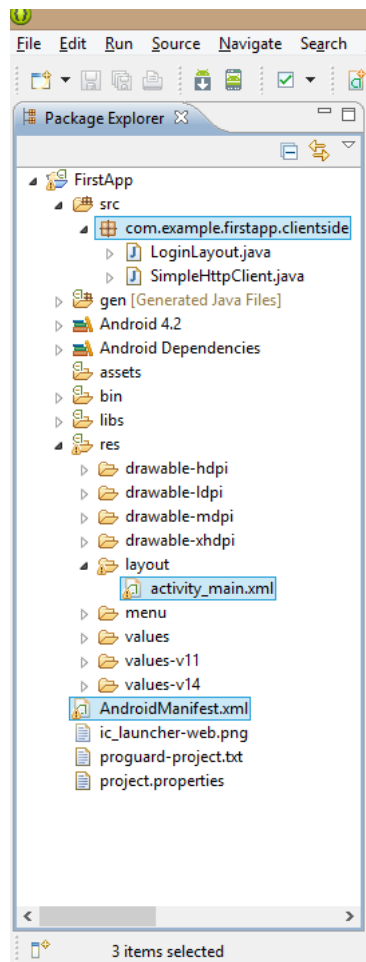 File Edit Run Source Navigate Search
Package Explorer
FirstApp
src
com.example.firstapp.clientside
LoginLayout.java
SimpleHttpClient.java
gen [Generated Java Files]
Android 4.2
Android Dependencies
assets
bin
libs
res
drawable-hdpi
drawable-ldpi
drawable-mdpi
drawable-xhdpi
layout
activity_main.xml
menu
values
values-v11
values-v14
AndroidManifest.xml
ic_launcher-web.png
proguard-project.txt
project.properties
3 items selected